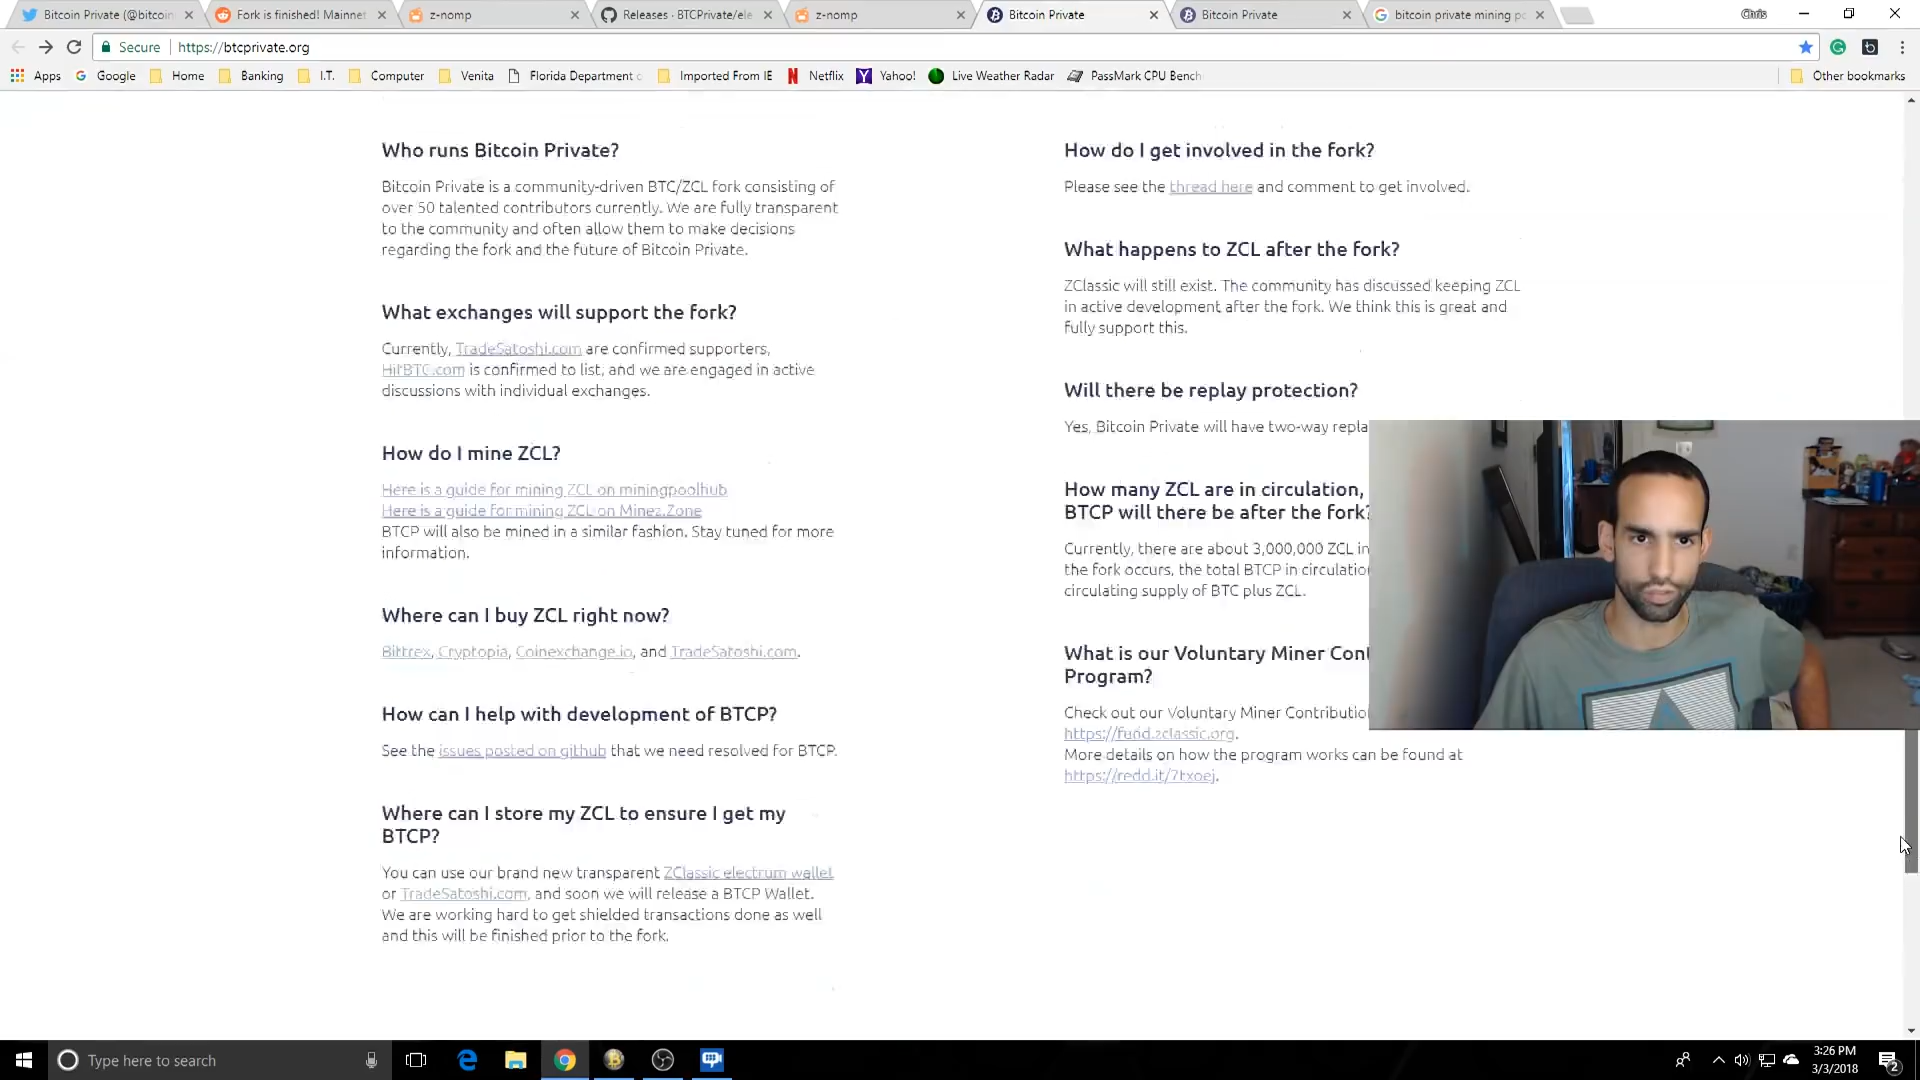 Bitcoin Private (@bitcoin
Fork is finished! Mainnet
z-nomp
Releases · BTCPrivate/ele
z-nomp
Bitcoin Private
Bitcoin Private
bitcoin private mining po
Chris
Secure
https://btcprivate.org
Apps
Google
Home
Banking
I.T.
Computer
Venita
Florida Department o
Imported From IE
Netflix
Yahoo!
Live Weather Radar
PassMark CPU Bench
Other bookmarks
Who runs Bitcoin Private?
Bitcoin Private is a community-driven BTC/ZCL fork consisting of
over 50 talented contributors currently. We are fully transparent
to the community and often allow them to make decisions
regarding the fork and the future of Bitcoin Private.
What exchanges will support the fork?
Currently, TradeSatoshi.com are confirmed supporters,
HitBTC.com is confirmed to list, and we are engaged in active
discussions with individual exchanges.
How do I mine ZCL?
Here is a guide for mining ZCL on miningpoolhub
Here is a guide for mining ZCL on Minez.Zone
BTCP will also be mined in a similar fashion. Stay tuned for more
information.
Where can I buy ZCL right now?
Bittrex, Cryptopia, Coinexchange.io, and TradeSatoshi.com.
How can I help with development of BTCP?
See the issues posted on github that we need resolved for BTCP.
Where can I store my ZCL to ensure I get my
BTCP?
You can use our brand new transparent ZClassic electrum wallet
or TradeSatoshi.com, and soon we will release a BTCP Wallet.
We are working hard to get shielded transactions done as well
and this will be finished prior to the fork.
How do I get involved in the fork?
Please see the thread here and comment to get involved.
What happens to ZCL after the fork?
ZClassic will still exist. The community has discussed keeping ZCL
in active development after the fork. We think this is great and
fully support this.
Will there be replay protection?
Yes, Bitcoin Private will have two-way repla
How many ZCL are in circulation,
BTCP will there be after the fork?
Currently, there are about 3,000,000 ZCL in
the fork occurs, the total BTCP in circulatio
circulating supply of BTC plus ZCL.
What is our Voluntary Miner Cont
Program?
Check out our Voluntary Miner Contributio
https://fund.zclassic.org.
More details on how the program works can be found at
https://redd.it/7txoej.
Type here to search
3:26 PM
3/3/2018
2